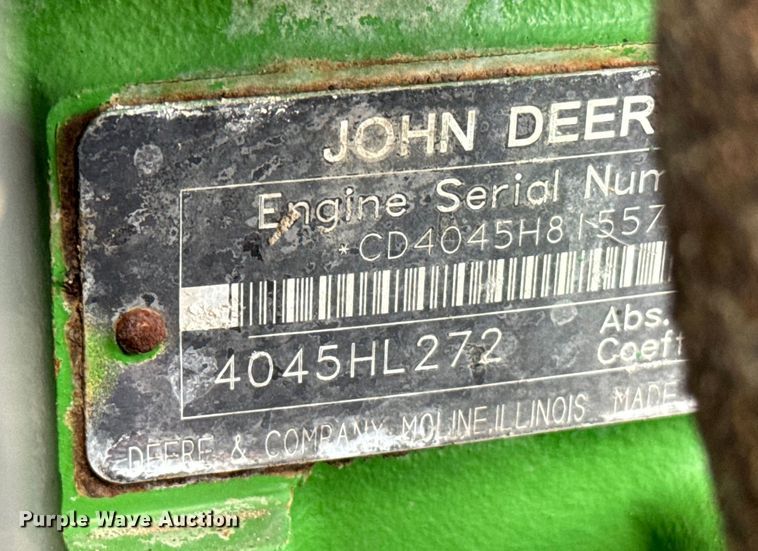 JOHN DEER
Engine Serial Num
*CD4045H81557
4045HL272
Abs.
Coeff
DEERE & COMPANY MOLINE, ILLINOIS MADE
Purple Wave Auction